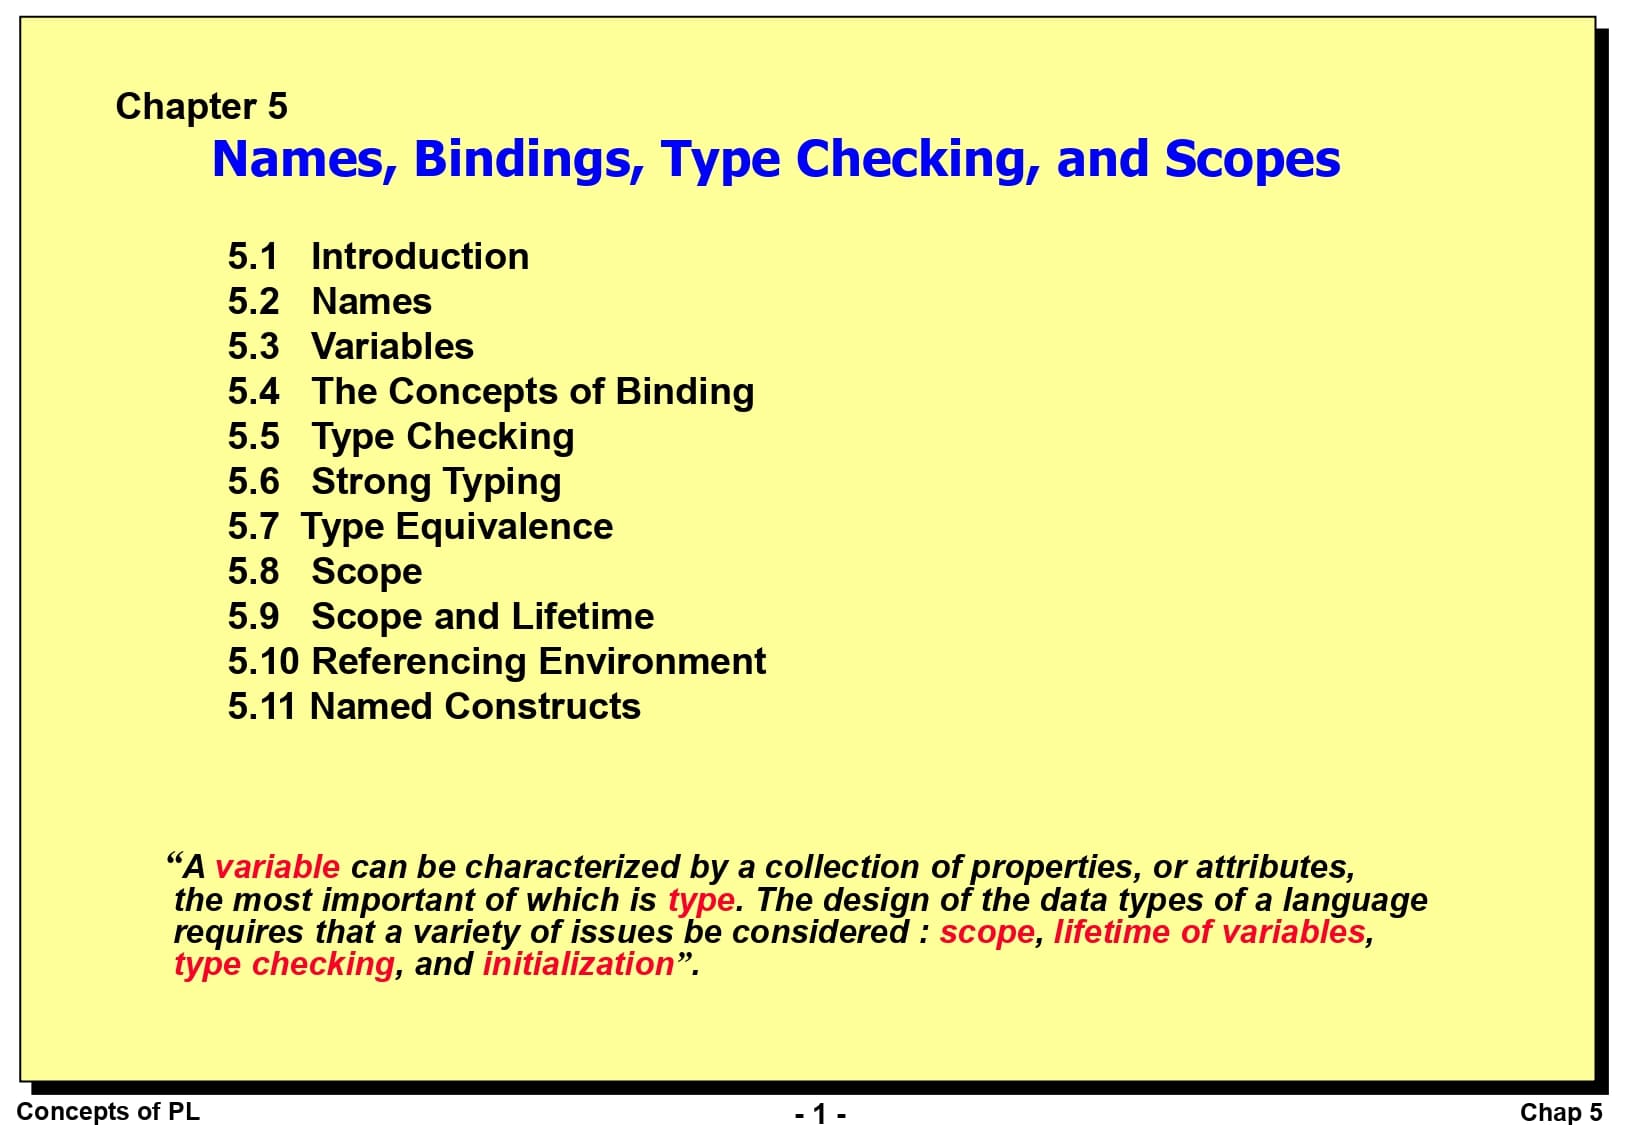 Chapter 5
Names, Bindings, Type Checking, and Scopes
5.1 Introduction
5.2 Names
5.3 Variables
5.4 The Concepts of Binding
5.5 Type Checking
5.6 Strong Typing
5.7 Type Equivalence
5.8 Scope
5.9 Scope and Lifetime
5.10 Referencing Environment
5.11 Named Constructs
“A variable can be characterized by a collection of properties, or attributes,
the most important of which is type. The design of the data types of a language
requires that a variety of issues be considered : scope, lifetime of variables,
type checking, and initialization”.
Concepts of PL
- 1 -
Chap 5